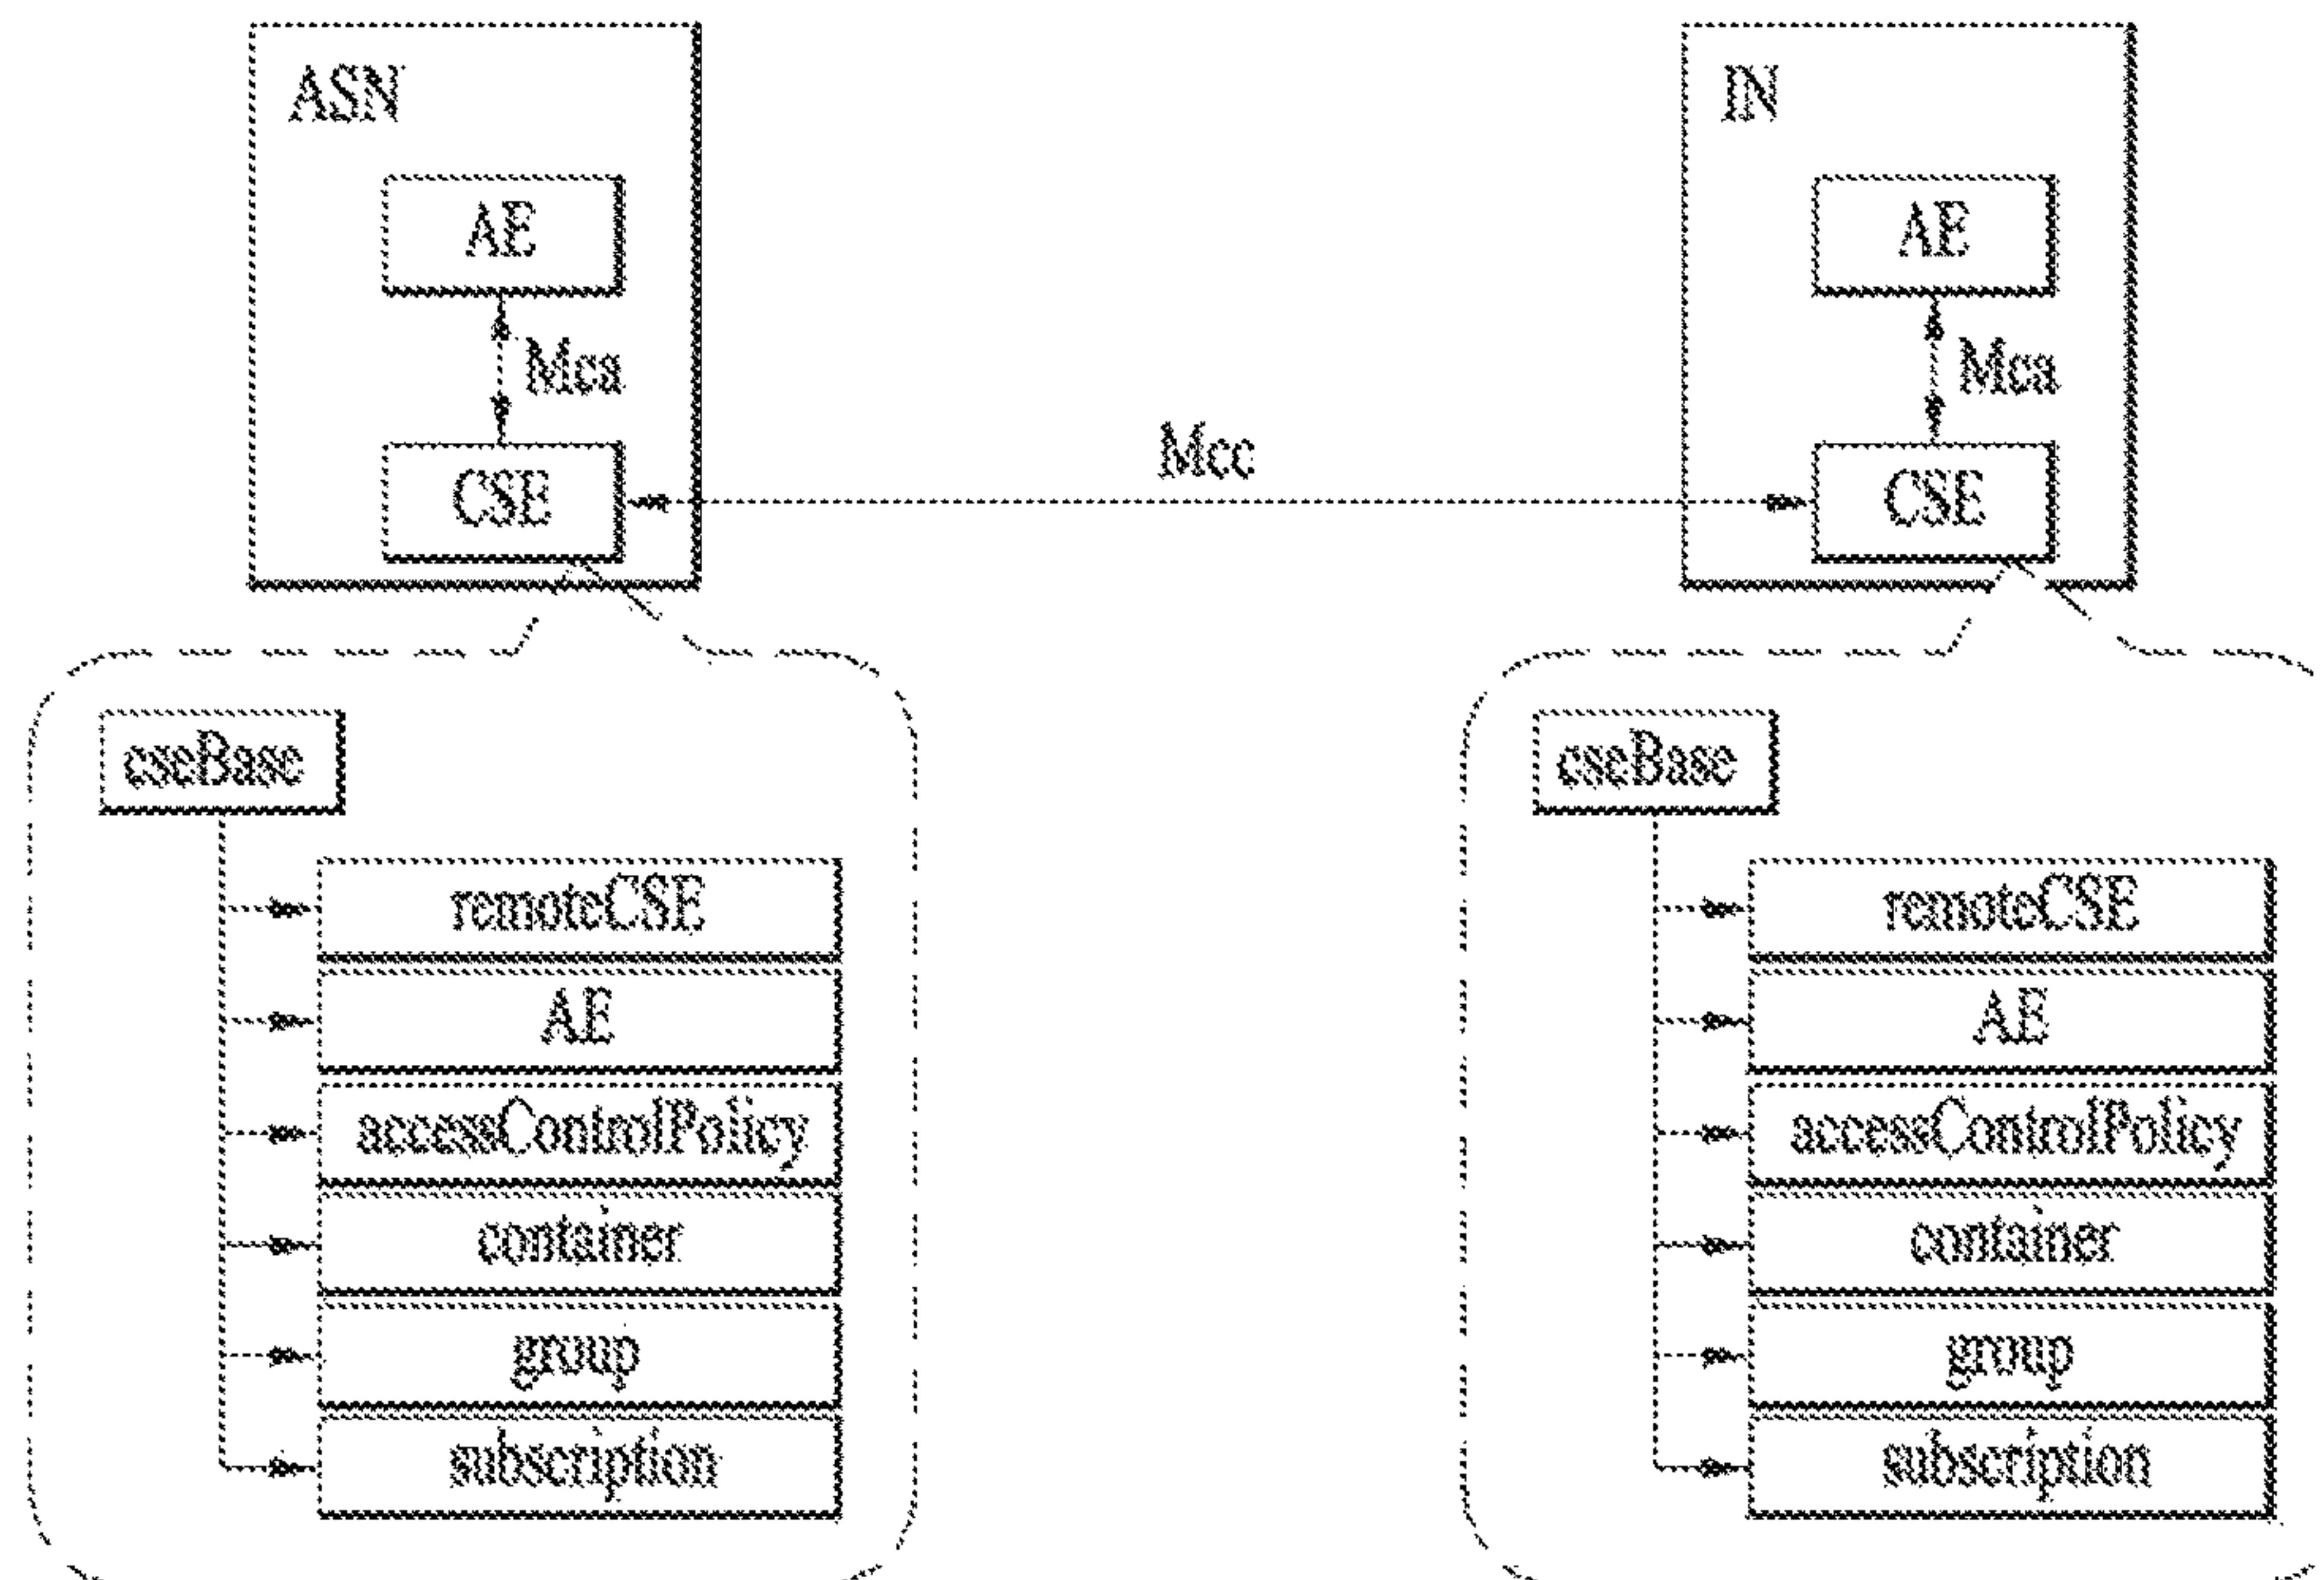 ASN
AE
Mca
CSE
Mcc
IN
AE
Mca
CSE
cseBase
remoteCSE
AE
accessControlPolicy
container
group
subscription
cseBase
remoteCSE
AE
accessControlPolicy
container
group
subscription